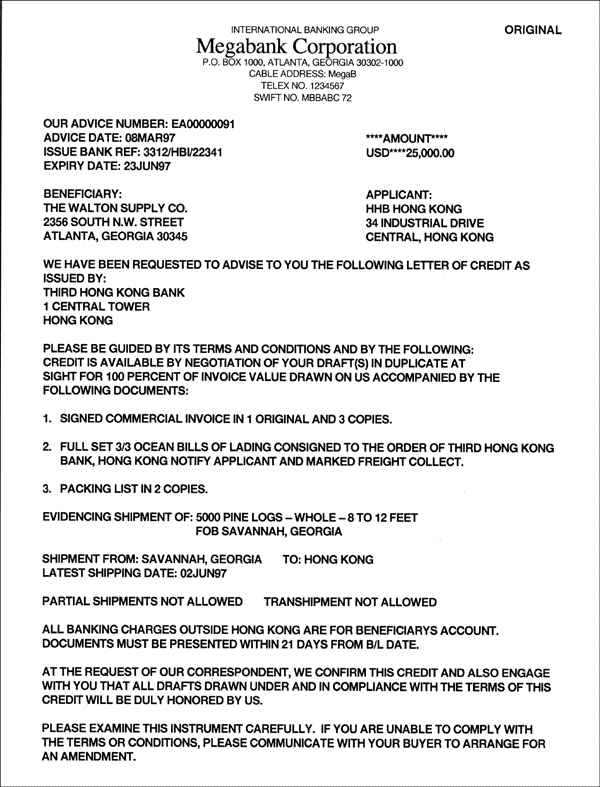 INTERNATIONAL BANKING GROUP
ORIGINAL
Megabank Corporation
P.O. BOX 1000, ATLANTA, GEORGIA 30302-1000
CABLE ADDRESS: MegaB
TELEX NO. 1234567
SWIFT NO. MBBABC 72
OUR ADVICE NUMBER: EA00000091
ADVICE DATE: 08MAR97
ISSUE BANK REF: 3312/HBI/22341
EXPIRY DATE: 23JUN97
****AMOUNT****
USD****25,000.00
BENEFICIARY:
THE WALTON SUPPLY CO.
2356 SOUTH N.W. STREET
ATLANTA, GEORGIA 30345
APPLICANT:
HHB HONG KONG
34 INDUSTRIAL DRIVE
CENTRAL, HONG KONG
WE HAVE BEEN REQUESTED TO ADVISE TO YOU THE FOLLOWING LETTER OF CREDIT AS
ISSUED BY:
THIRD HONG KONG BANK
1 CENTRAL TOWER
HONG KONG
PLEASE BE GUIDED BY ITS TERMS AND CONDITIONS AND BY THE FOLLOWING:
CREDIT IS AVAILABLE BY NEGOTIATION OF YOUR DRAFT(S) IN DUPLICATE AT
SIGHT FOR 100 PERCENT OF INVOICE VALUE DRAWN ON US ACCOMPANIED BY THE
FOLLOWING DOCUMENTS:
1. SIGNED COMMERCIAL INVOICE IN 1 ORIGINAL AND 3 COPIES.
2. FULL SET 3/3 OCEAN BILLS OF LADING CONSIGNED TO THE ORDER OF THIRD HONG KONG
BANK, HONG KONG NOTIFY APPLICANT AND MARKED FREIGHT COLLECT.
3. PACKING LIST IN 2 COPIES.
EVIDENCING SHIPMENT OF: 5000 PINE LOGS – WHOLE – 8 TO 12 FEET
FOB SAVANNAH, GEORGIA
SHIPMENT FROM: SAVANNAH, GEORGIA TO: HONG KONG
LATEST SHIPPING DATE: 02JUN97
PARTIAL SHIPMENTS NOT ALLOWED TRANSHIPMENT NOT ALLOWED
ALL BANKING CHARGES OUTSIDE HONG KONG ARE FOR BENEFICIARYS ACCOUNT.
DOCUMENTS MUST BE PRESENTED WITHIN 21 DAYS FROM B/L DATE.
AT THE REQUEST OF OUR CORRESPONDENT, WE CONFIRM THIS CREDIT AND ALSO ENGAGE
WITH YOU THAT ALL DRAFTS DRAWN UNDER AND IN COMPLIANCE WITH THE TERMS OF THIS
CREDIT WILL BE DULY HONORED BY US.
PLEASE EXAMINE THIS INSTRUMENT CAREFULLY. IF YOU ARE UNABLE TO COMPLY WITH
THE TERMS OR CONDITIONS, PLEASE COMMUNICATE WITH YOUR BUYER TO ARRANGE FOR
AN AMENDMENT.